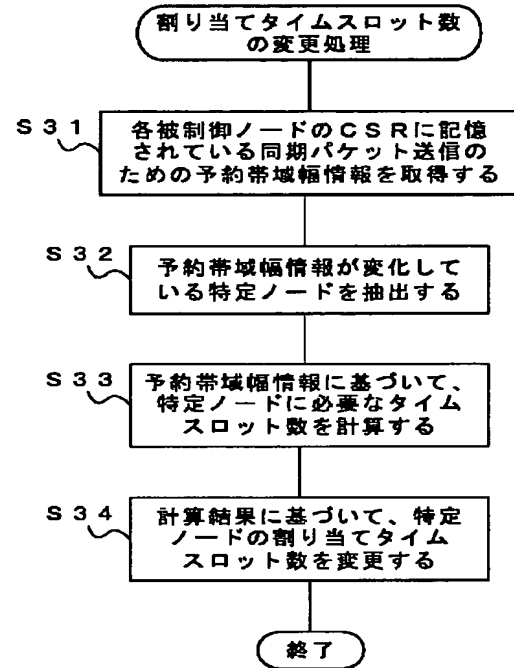 割り当てタイムスロット数
の変更処理
S31
各被制御ノードのCSRに記憶
されている同期パケット送信の
ための予約帯域幅情報を取得する
S32
予約帯域幅情報が変化して
いる特定ノードを抽出する
S33
予約帯域幅情報に基づいて、
特定ノードに必要なタイム
スロット数を計算する
S34
計算結果に基づいて、特定
ノードの割り当てタイム
スロット数を変更する
終了